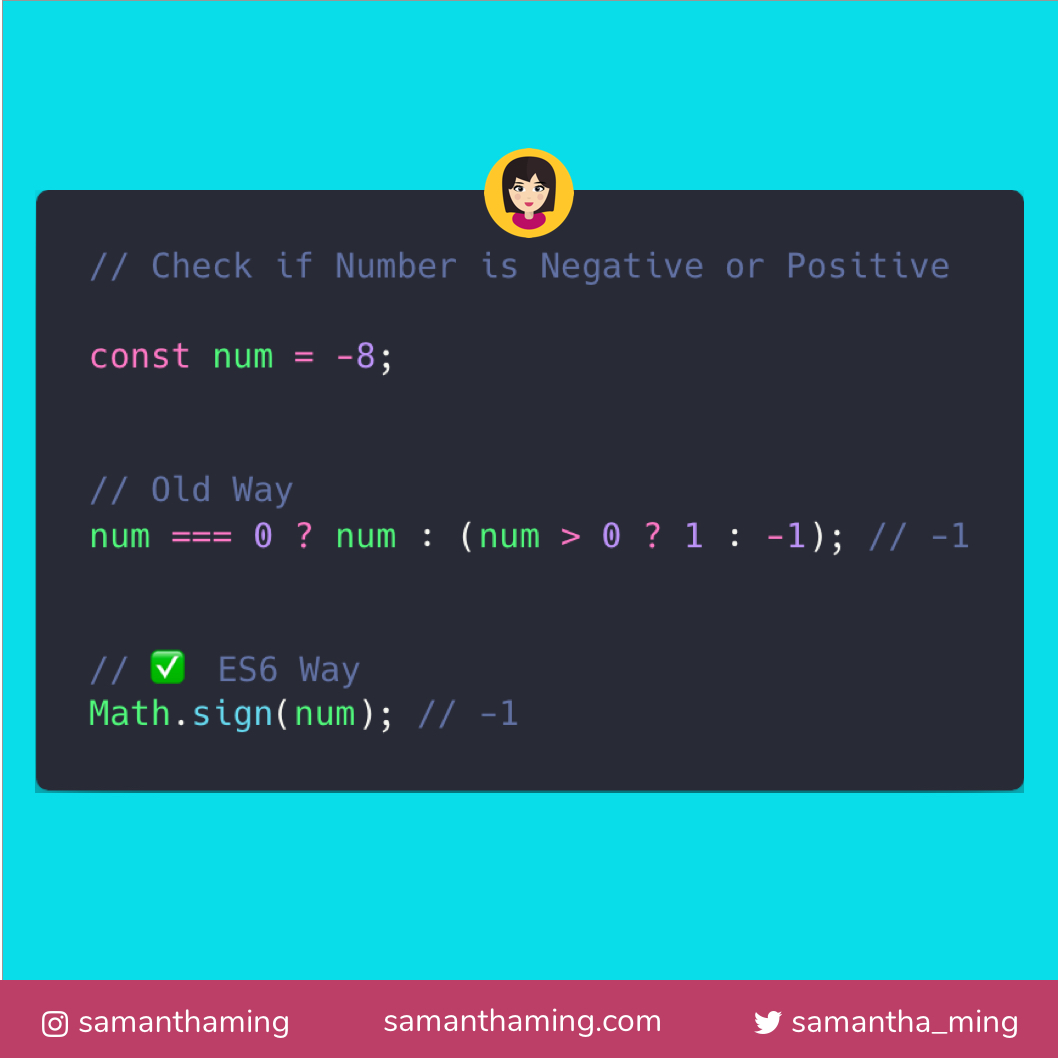 // Check if Number is Negative or Positive
const num = -8;
// Old Way
num === 0 ? num : (num > 0 ? 1 : -1); // -1
// ✅ ES6 Way
Math.sign(num); // -1
samanthaming
samanthaming.com
samantha_ming